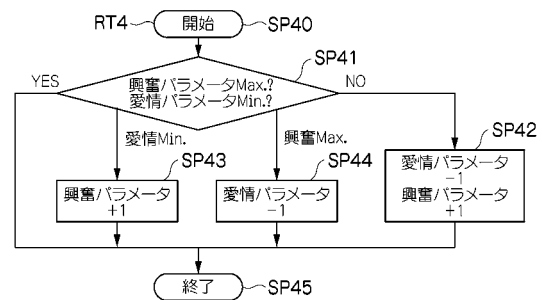 RT4
開始
SP40
SP41
YES
興奮パラメータMax.?
愛情パラメータMin.?
NO
愛情Min.
興奮Max.
SP42
SP43
SP44
愛情パラメータ
-1
興奮パラメータ
+1
興奮パラメータ
+1
愛情パラメータ
-1
終了
SP45